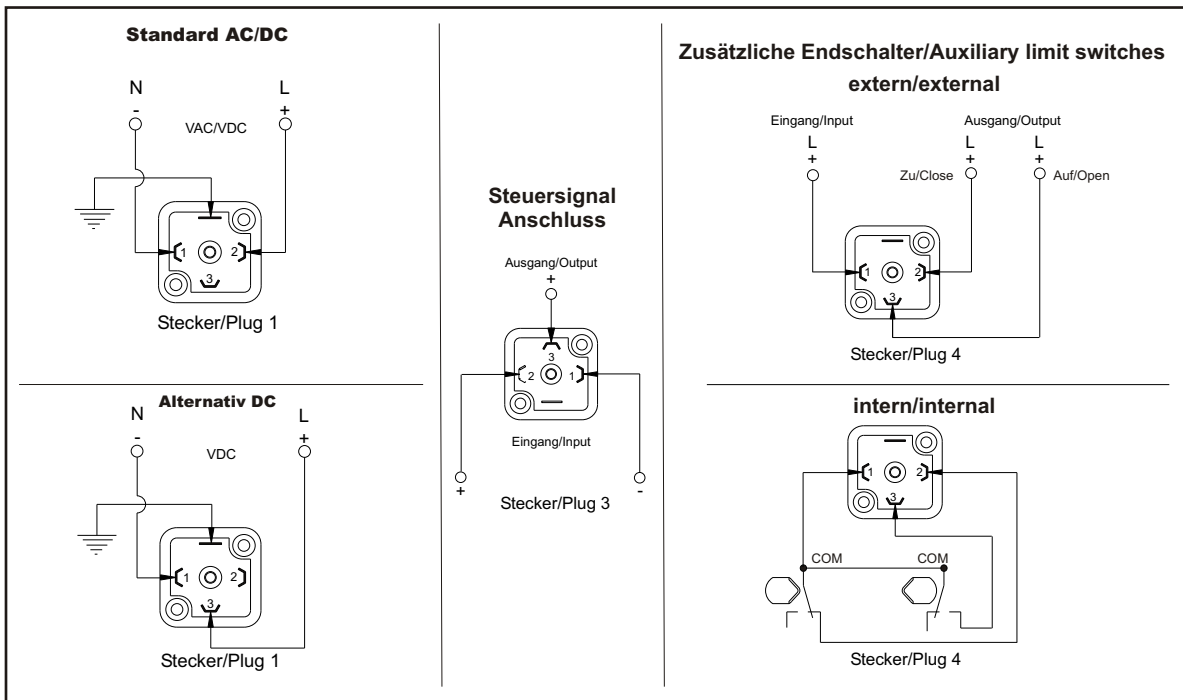 Standard AC/DC
N L
- +
VAC/VDC
1 2
3
Stecker/Plug 1
Alternativ DC
N L
- +
VDC
1 2
3
Stecker/Plug 1
Steuersignal
Anschluss
Ausgang/Output
+
3
2 1
Eingang/Input
+ -
Stecker/Plug 3
Zusätzliche Endschalter/Auxiliary limit switches
extern/external
Eingang/Input Ausgang/Output
L L L
+ + +
Zu/Close Auf/Open
1 2
3
Stecker/Plug 4
intern/internal
1 2
3
COM COM
Stecker/Plug 4